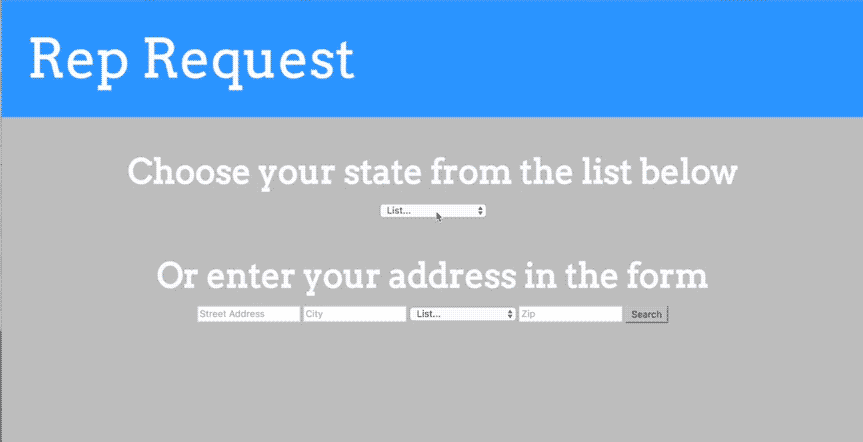 Rep Request
Choose your state from the list below
List...
Or enter your address in the form
Street Address City List... Zip Search